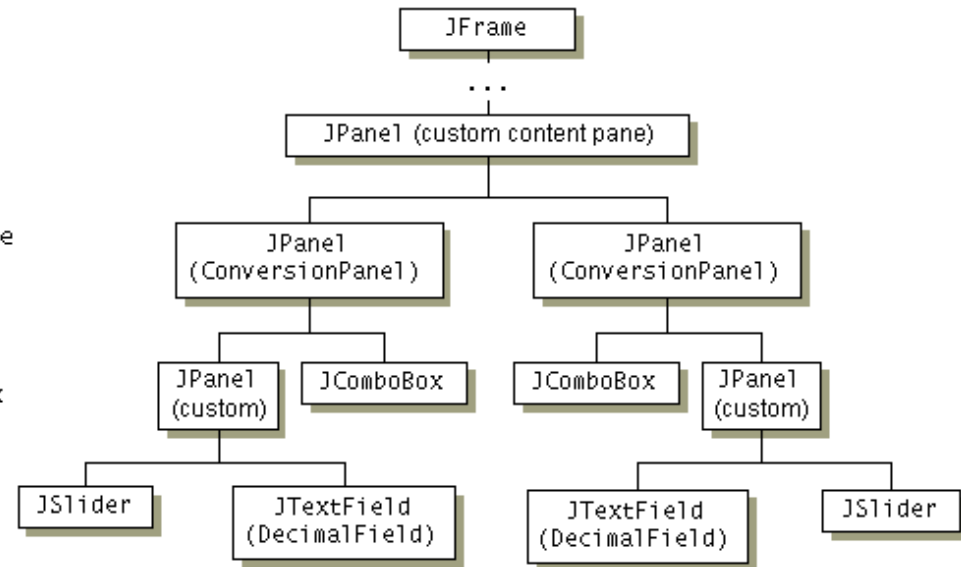 JFrame
...
JPanel (custom content pane)
e
JPanel
(ConversionPanel)
JPanel
(ConversionPanel)
JPanel
(custom)
JComboBox
JComboBox
JPanel
(custom)
x
JSlider
JTextField
(DecimalField)
JTextField
(DecimalField)
JSlider